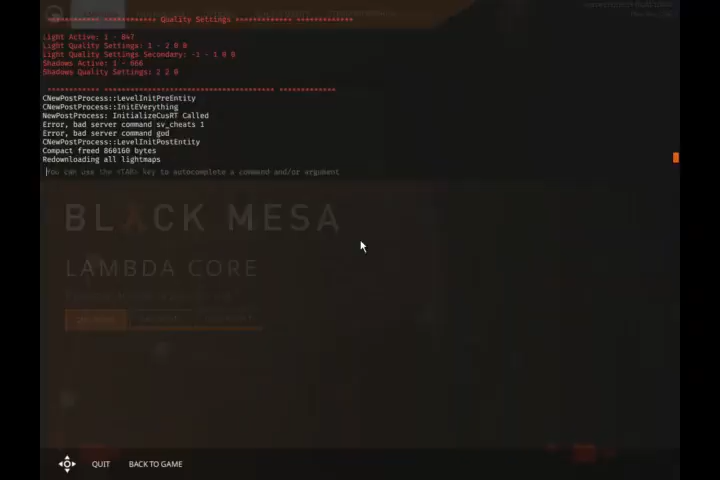 ************ ************ Quality Settings ************* *************
Light Active: 1 - 847
Light Quality Settings: 1 - 2 0 0
Light Quality Settings Secondary: -1 - 1 0 0
Shadows Active: 1 - 666
Shadows Quality Settings: 2 2 0
************ *************************************** *************
CNewPostProcess::LevelInitPreEntity
CNewPostProcess::InitEVerything
NewPostProcess: InitializeCusRT Called
Error, bad server command sv_cheats 1
Error, bad server command god
CNewPostProcess::LevelInitPostEntity
Compact freed 860160 bytes
Redownloading all lightmaps
You can use the <TAB> key to autocomplete a command and/or argument
BLACK MESA
LAMBDA CORE
QUIT
BACK TO GAME